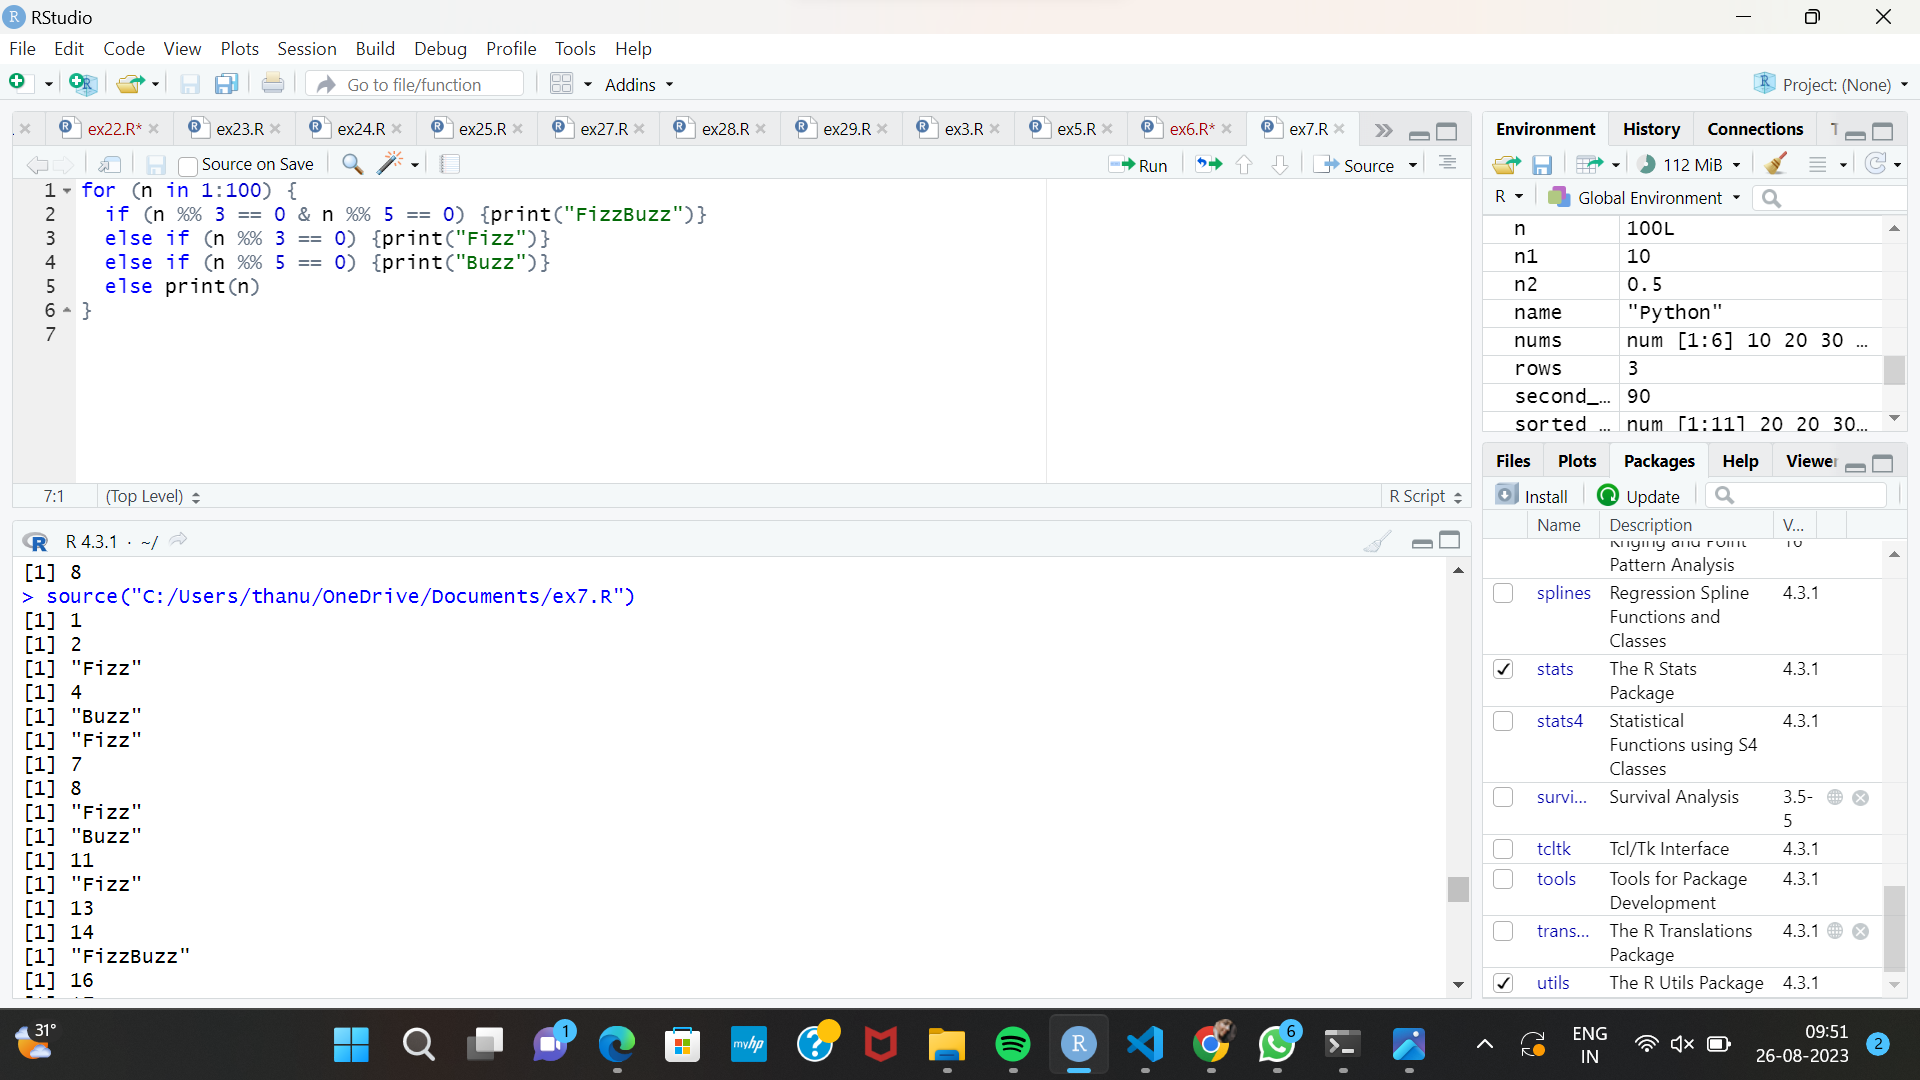 RStudio
File Edit Code View Plots Session Build Debug Profile Tools Help
Go to file/function Addins Project: (None)
ex22.R* ex23.R ex24.R ex25.R ex27.R ex28.R ex29.R ex3.R ex5.R ex6.R* ex7.R
Source on Save Run Source
1 for (n in 1:100) {
2 if (n %% 3 == 0 & n %% 5 == 0) {print("FizzBuzz")}
3 else if (n %% 3 == 0) {print("Fizz")}
4 else if (n %% 5 == 0) {print("Buzz")}
5 else print(n)
6 }
7
7:1 (Top Level) R Script
R 4.3.1 · ~/
[1] 8
> source("C:/Users/thanu/OneDrive/Documents/ex7.R")
[1] 1
[1] 2
[1] "Fizz"
[1] 4
[1] "Buzz"
[1] "Fizz"
[1] 7
[1] 8
[1] "Fizz"
[1] "Buzz"
[1] 11
[1] "Fizz"
[1] 13
[1] 14
[1] "FizzBuzz"
[1] 16
Environment History Connections
112 MiB
R Global Environment
n 100L
n1 10
n2 0.5
name "Python"
nums num [1:6] 10 20 30 ...
rows 3
second_... 90
sorted_... num [1:11] 20 20 30...
Files Plots Packages Help Viewer
Install Update
Name Description V...
Kriging and Point 16
Pattern Analysis
splines Regression Spline 4.3.1
Functions and
Classes
stats The R Stats 4.3.1
Package
stats4 Statistical 4.3.1
Functions using S4
Classes
survi... Survival Analysis 3.5-
5
tcltk Tcl/Tk Interface 4.3.1
tools Tools for Package 4.3.1
Development
trans... The R Translations 4.3.1
Package
utils The R Utils Package 4.3.1
31°
1
myhp
6
ENG
IN
09:51
26-08-2023
2